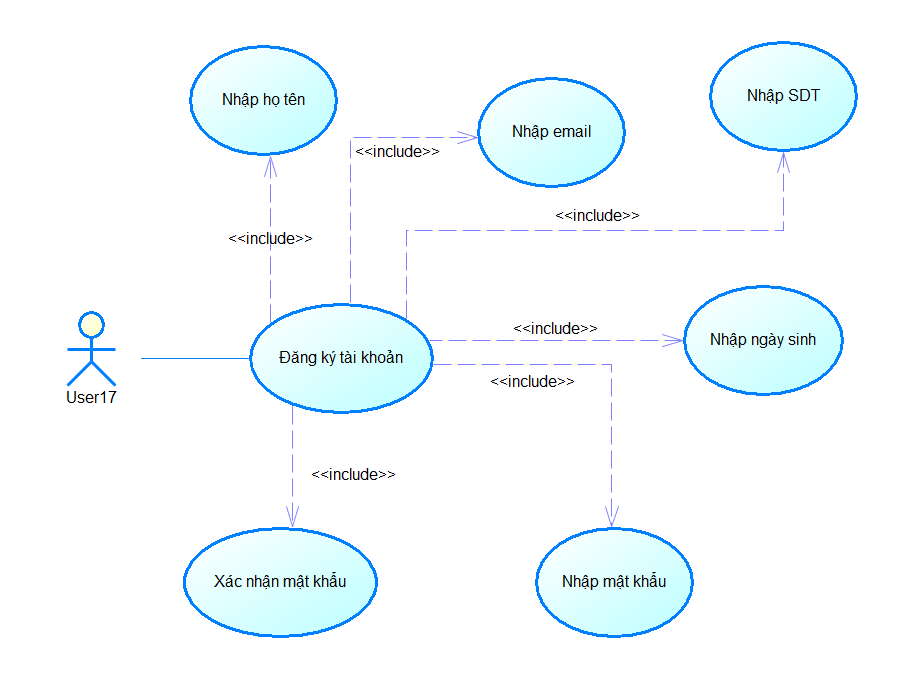 Nhập họ tên
Nhập email
Nhập SDT
<<include>>
<<include>>
<<include>>
<<include>>
Nhập ngày sinh
Đăng ký tài khoản
<<include>>
User17
<<include>>
Xác nhận mật khẩu
Nhập mật khẩu